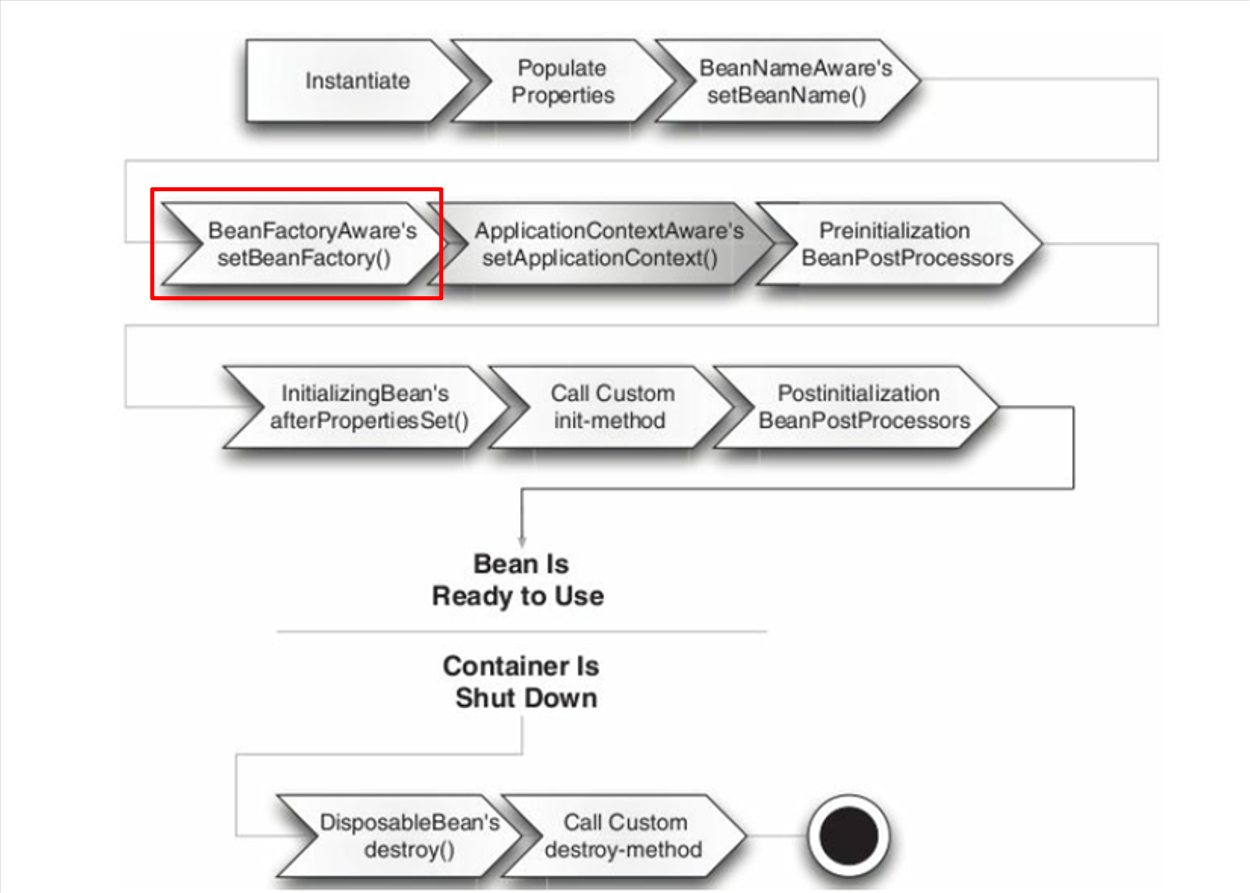 Instantiate
Populate
Properties
BeanNameAware's
setBeanName()
BeanFactoryAware's
setBeanFactory()
ApplicationContextAware's
setApplicationContext()
Preinitialization
BeanPostProcessors
InitializingBean's
afterPropertiesSet()
Call Custom
init-method
Postinitialization
BeanPostProcessors
Bean Is
Ready to Use
Container Is
Shut Down
DisposableBean's
destroy()
Call Custom
destroy-method